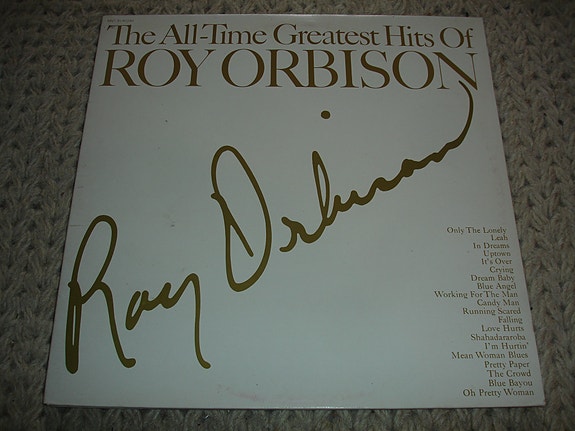 The All-Time Greatest Hits Of
ROY ORBISON
Roy Orbison
Only The Lonely
Leah
In Dreams
Uptown
It's Over
Crying
Dream Baby
Blue Angel
Working For The Man
Candy Man
Running Scared
Falling
Love Hurts
Shahadararoba
I'm Hurtin'
Mean Woman Blues
Pretty Paper
The Crowd
Blue Bayou
Oh Pretty Woman